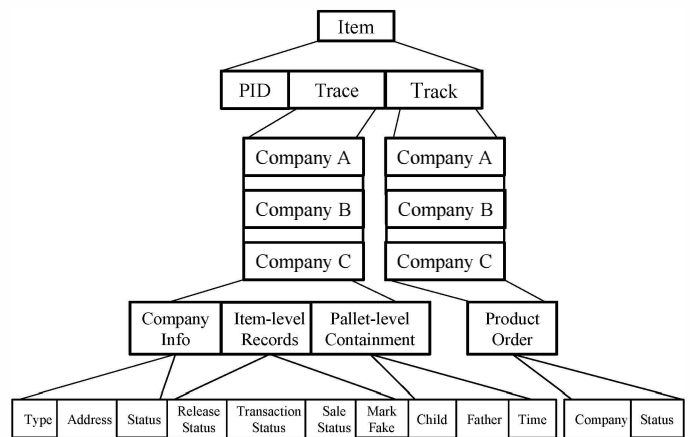 Item
PID Trace Track
Company A Company A
Company B Company B
Company C Company C
Company Item-level Pallet-level Product
Info Records Containment Order
Type Address Status Release Transaction Sale Mark Child Father Time Company Status
Status Status Status Fake